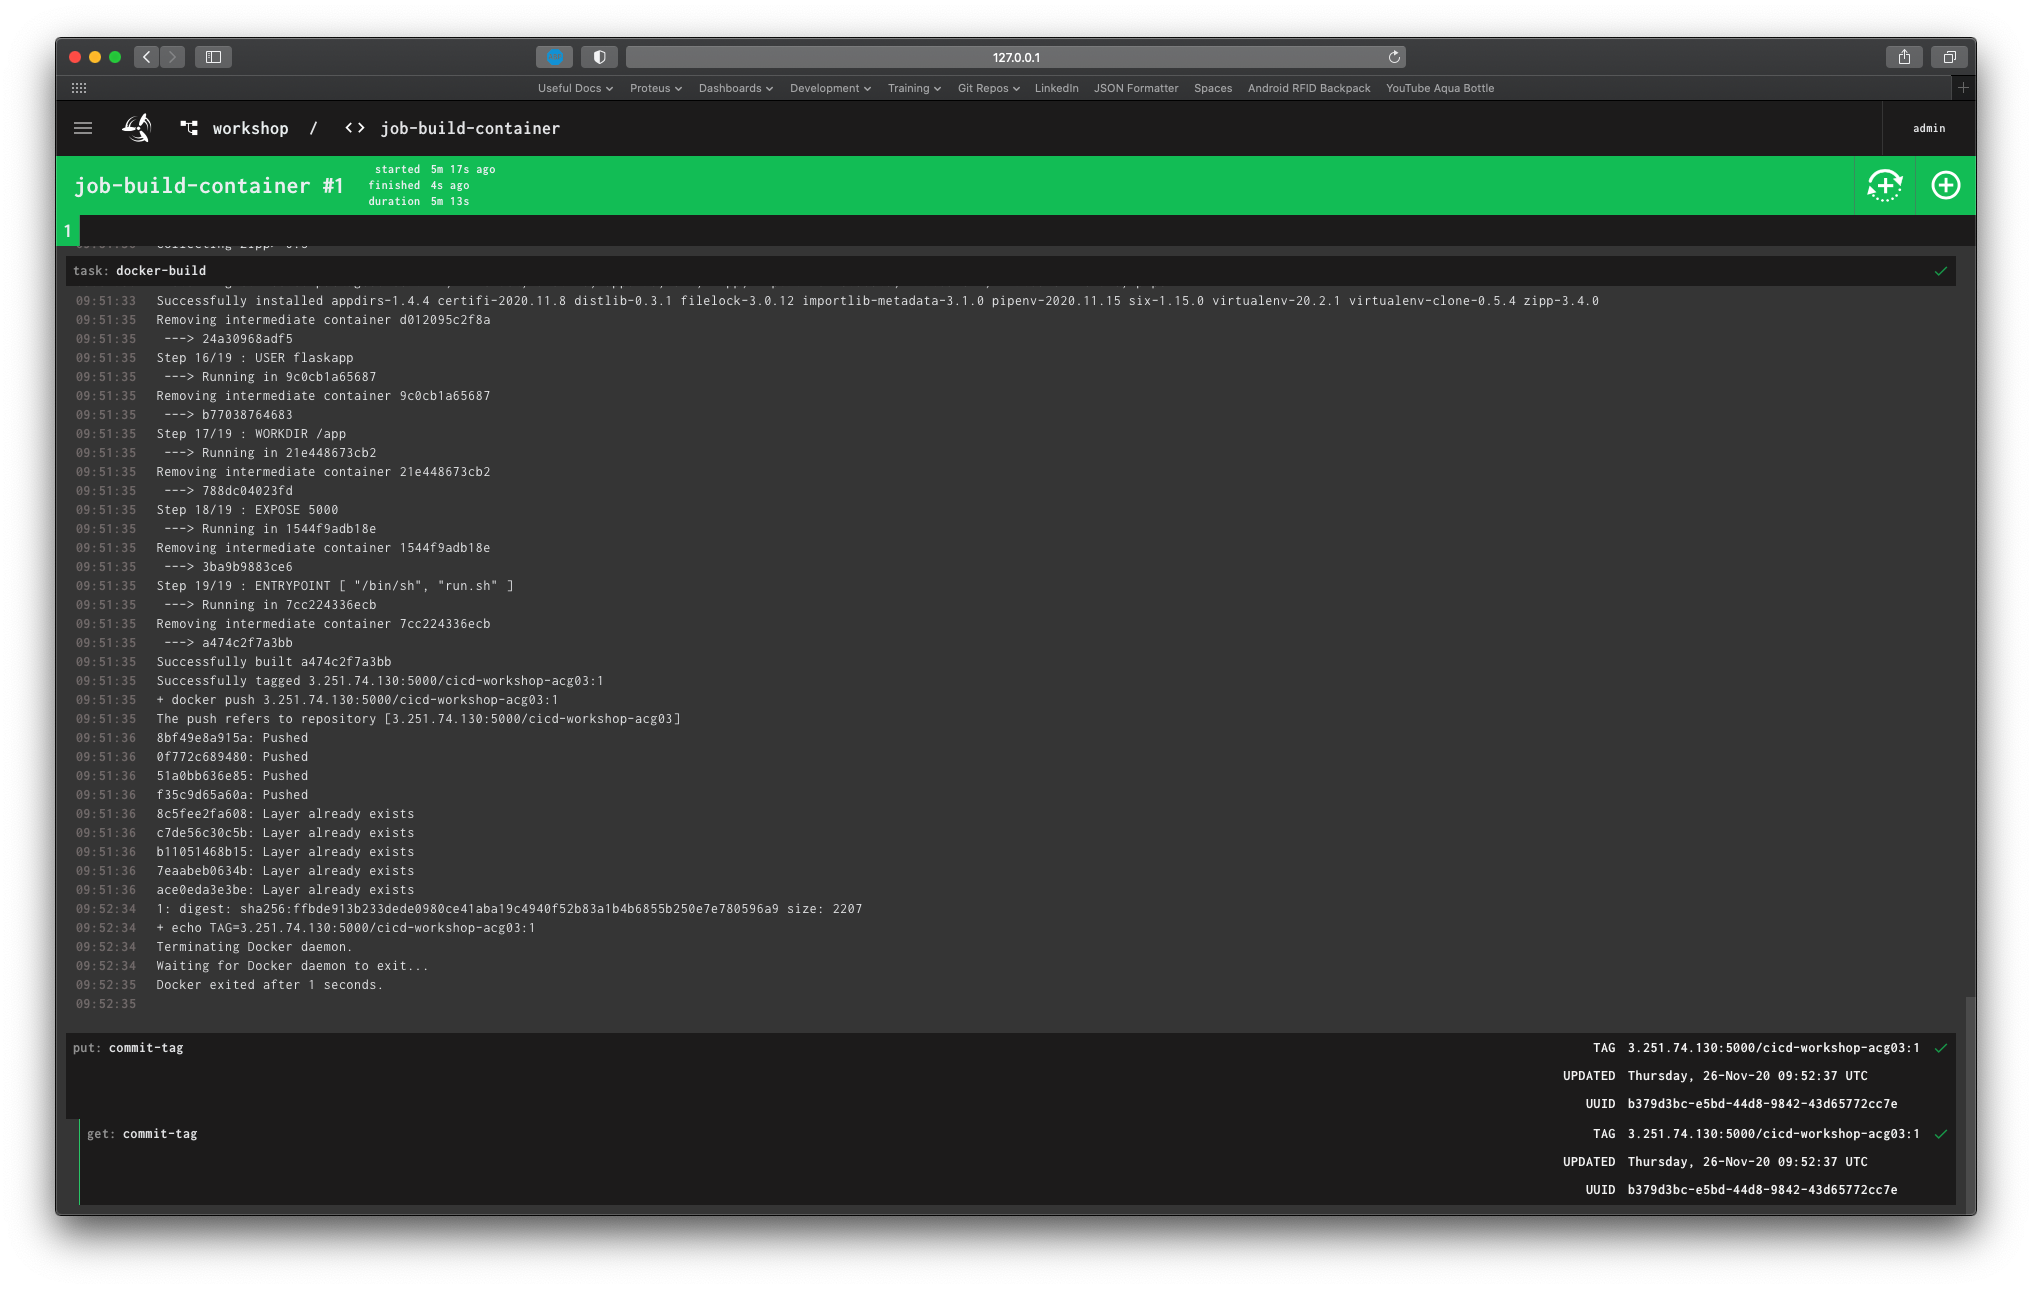 127.0.0.1
Useful Docs Proteus Dashboards Development Training Git Repos LinkedIn JSON Formatter Spaces Android RFID Backpack YouTube Aqua Bottle
workshop / <> job-build-container
admin
job-build-container #1
started 5m 17s ago
finished 4s ago
duration 5m 13s
1
task: docker-build
09:51:33 Successfully installed appdirs-1.4.4 certifi-2020.11.8 distlib-0.3.1 filelock-3.0.12 importlib-metadata-3.1.0 pipenv-2020.11.15 six-1.15.0 virtualenv-20.2.1 virtualenv-clone-0.5.4 zipp-3.4.0
09:51:35 Removing intermediate container d012095c2f8a
09:51:35 ---> 24a30968adf5
09:51:35 Step 16/19 : USER flaskapp
09:51:35 ---> Running in 9c0cb1a65687
09:51:35 Removing intermediate container 9c0cb1a65687
09:51:35 ---> b77038764683
09:51:35 Step 17/19 : WORKDIR /app
09:51:35 ---> Running in 21e448673cb2
09:51:35 Removing intermediate container 21e448673cb2
09:51:35 ---> 788dc04023fd
09:51:35 Step 18/19 : EXPOSE 5000
09:51:35 ---> Running in 1544f9adb18e
09:51:35 Removing intermediate container 1544f9adb18e
09:51:35 ---> 3ba9b9883ce6
09:51:35 Step 19/19 : ENTRYPOINT [ "/bin/sh", "run.sh" ]
09:51:35 ---> Running in 7cc224336ecb
09:51:35 Removing intermediate container 7cc224336ecb
09:51:35 ---> a474c2f7a3bb
09:51:35 Successfully built a474c2f7a3bb
09:51:35 Successfully tagged 3.251.74.130:5000/cicd-workshop-acg03:1
09:51:35 + docker push 3.251.74.130:5000/cicd-workshop-acg03:1
09:51:35 The push refers to repository [3.251.74.130:5000/cicd-workshop-acg03]
09:51:36 8bf49e8a915a: Pushed
09:51:36 0f772c689480: Pushed
09:51:36 51a0bb636e85: Pushed
09:51:36 f35c9d65a60a: Pushed
09:51:36 8c5fee2fa608: Layer already exists
09:51:36 c7de56c30c5b: Layer already exists
09:51:36 b11051468b15: Layer already exists
09:51:36 7eaabeb0634b: Layer already exists
09:51:36 ace0eda3e3be: Layer already exists
09:52:34 1: digest: sha256:ffbde913b233dede0980ce41aba19c4940f52b83a1b4b6855b250e7e780596a9 size: 2207
09:52:34 + echo TAG=3.251.74.130:5000/cicd-workshop-acg03:1
09:52:34 Terminating Docker daemon.
09:52:34 Waiting for Docker daemon to exit...
09:52:35 Docker exited after 1 seconds.
09:52:35
put: commit-tag TAG 3.251.74.130:5000/cicd-workshop-acg03:1
UPDATED Thursday, 26-Nov-20 09:52:37 UTC
UUID b379d3bc-e5bd-44d8-9842-43d65772cc7e
get: commit-tag TAG 3.251.74.130:5000/cicd-workshop-acg03:1
UPDATED Thursday, 26-Nov-20 09:52:37 UTC
UUID b379d3bc-e5bd-44d8-9842-43d65772cc7e